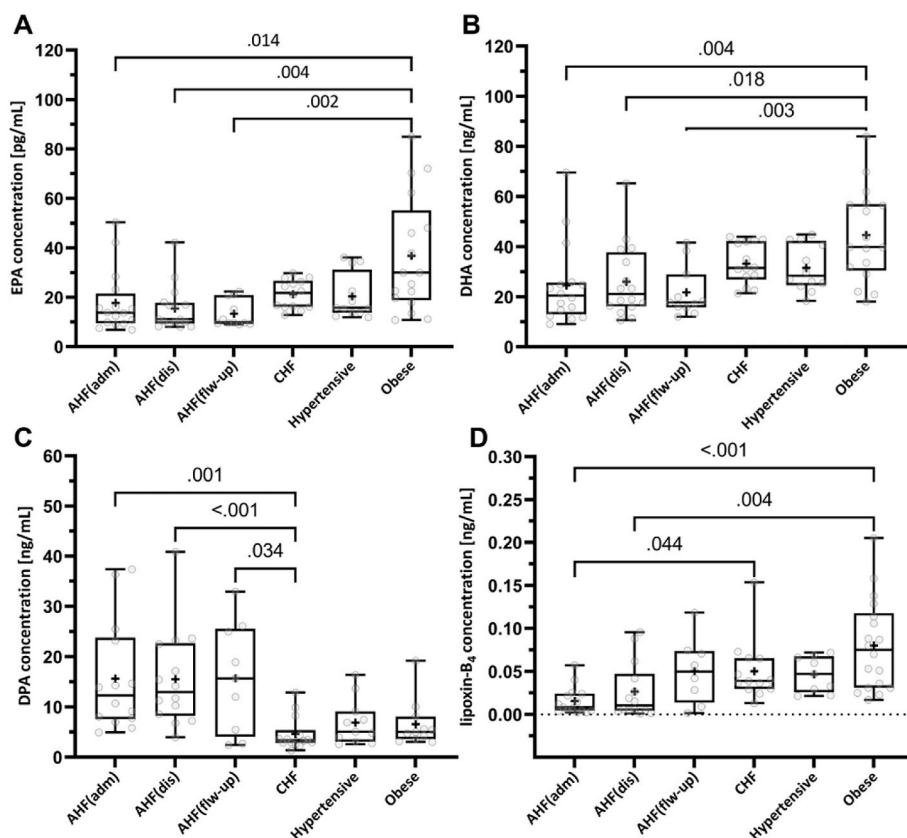 A
EPA concentration [pg/mL]
120
100
80
60
40
20
0
.014
.004
.002
AHF(adm)
AHF(dis)
AHF(flw-up)
CHF
Hypertensive
Obese
B
DHA concentration [ng/mL]
120
100
80
60
40
20
0
.004
.018
.003
AHF(adm)
AHF(dis)
AHF(flw-up)
CHF
Hypertensive
Obese
C
DPA concentration [ng/mL]
60
50
40
30
20
10
0
.001
<.001
.034
AHF(adm)
AHF(dis)
AHF(flw-up)
CHF
Hypertensive
Obese
D
lipoxin-B4 concentration [ng/mL]
0.30
0.25
0.20
0.15
0.10
0.05
0.00
<.001
.004
.044
AHF(adm)
AHF(dis)
AHF(flw-up)
CHF
Hypertensive
Obese